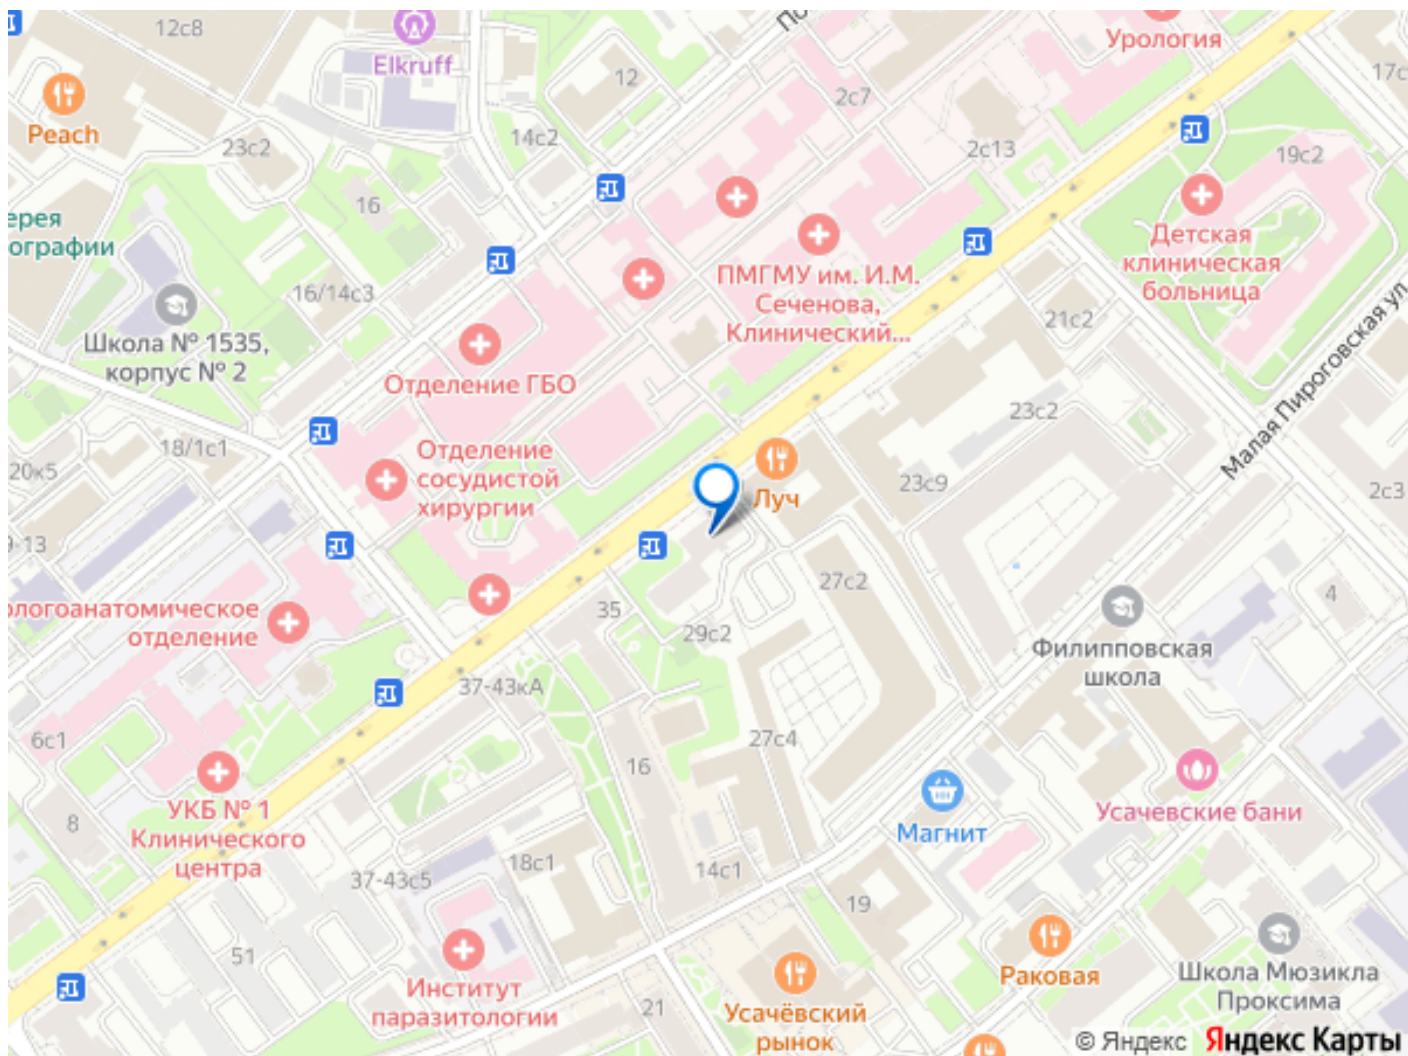 12с8
Elkruff
Peach
23с2
14с2
12
2с7
Урология
17с
2с13
19с2
16
ерея
ографии
16/14с3
Школа № 1535,
корпус № 2
ПМГМУ им. И.М.
Сеченова,
Клинический...
Детская
клиническая
больница
21с2
Малая Пироговская ул.
Отделение ГБО
18/1с1
20к5
Отделение
сосудистой
хирургии
Луч
23с2
23с9
2с3
27с2
ологоанатомическое
отделение
35
29с2
4
Филипповская
школа
37-43кА
6с1
27с4
16
УКБ № 1
Клинического
центра
8
Магнит
Усачевские бани
37-43с5
18с1
14с1
19
51
Институт
паразитологии
21
Усачёвский
рынок
Раковая
Школа Мюзикла
Проксима
© Яндекс Яндекс Карты